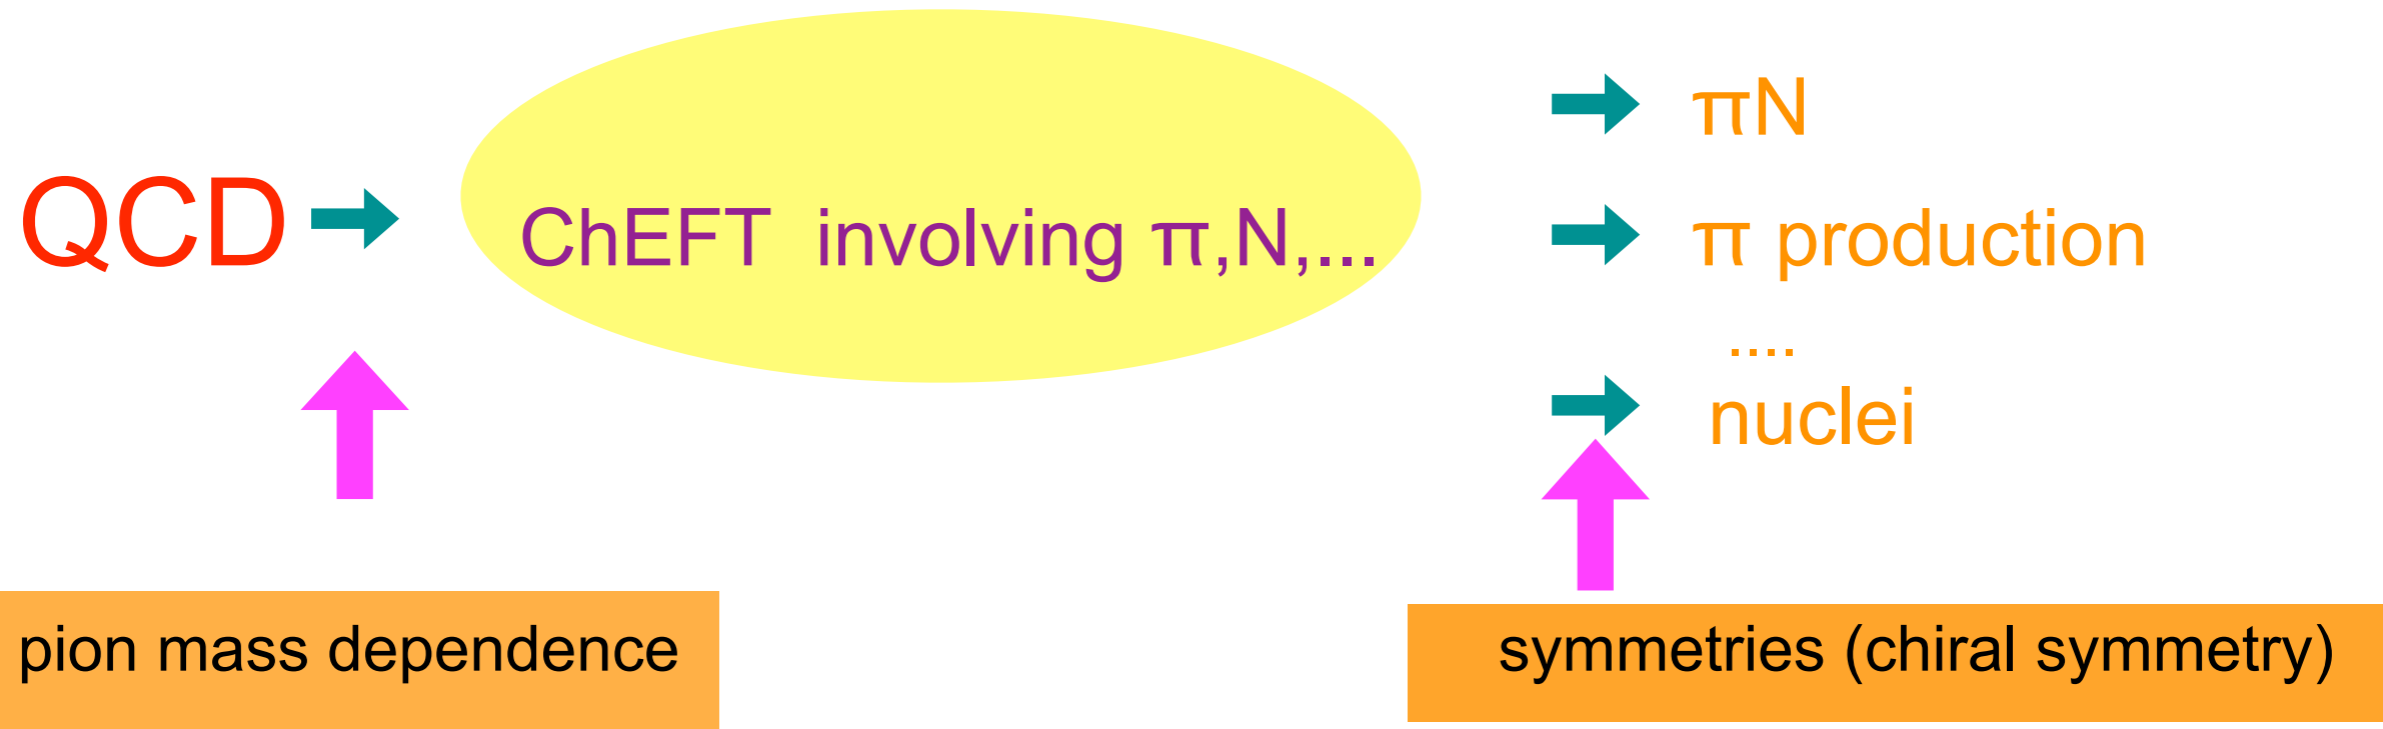 QCD
ChEFT involving π,N,...
πN
π production
....
nuclei
pion mass dependence
symmetries (chiral symmetry)